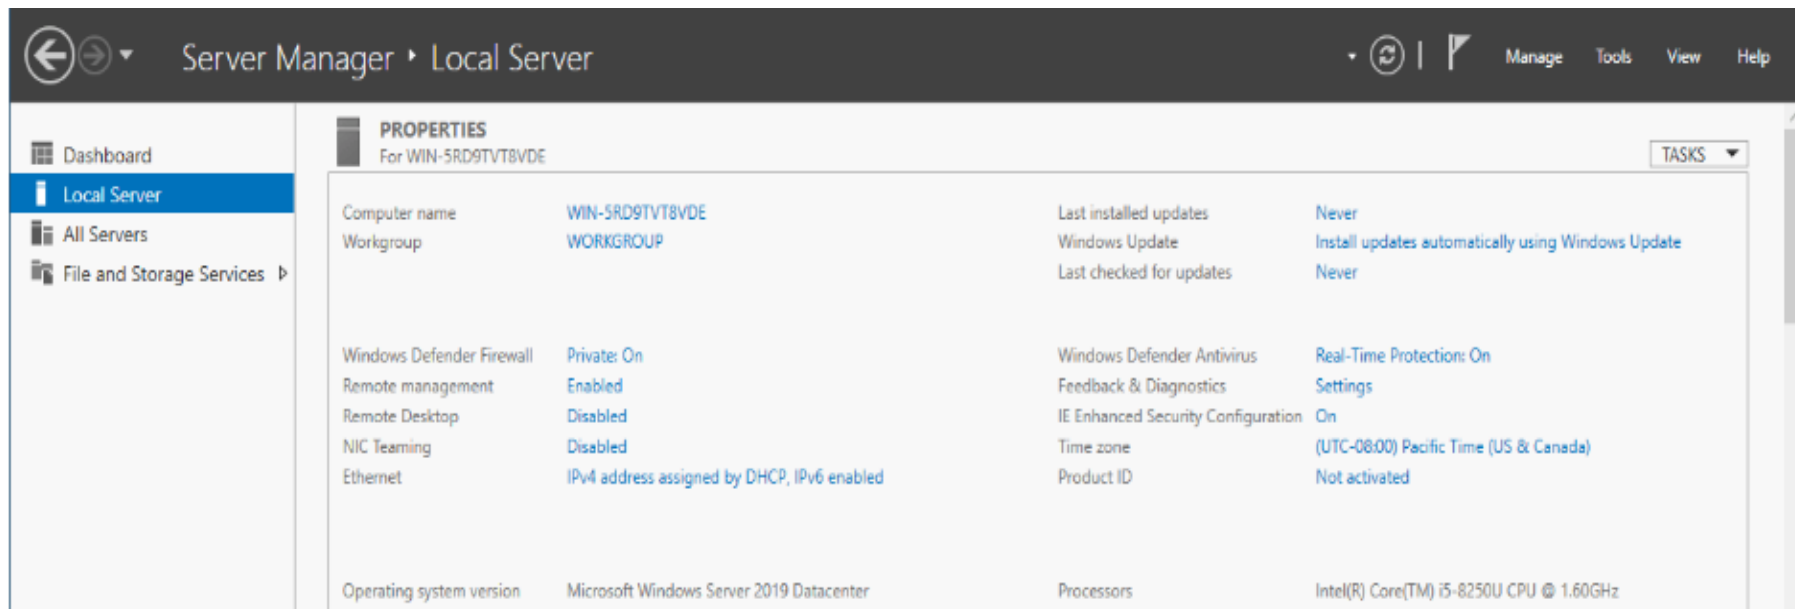 Server Manager ‣ Local Server
Manage Tools View Help
Dashboard
Local Server
All Servers
File and Storage Services
PROPERTIES
For WIN-5RD9TVT8VDE
TASKS
Computer name WIN-5RD9TVT8VDE
Workgroup WORKGROUP
Last installed updates Never
Windows Update Install updates automatically using Windows Update
Last checked for updates Never
Windows Defender Firewall Private: On
Remote management Enabled
Remote Desktop Disabled
NIC Teaming Disabled
Ethernet IPv4 address assigned by DHCP, IPv6 enabled
Windows Defender Antivirus Real-Time Protection: On
Feedback & Diagnostics Settings
IE Enhanced Security Configuration On
Time zone (UTC-08:00) Pacific Time (US & Canada)
Product ID Not activated
Operating system version Microsoft Windows Server 2019 Datacenter
Processors Intel(R) Core(TM) i5-8250U CPU @ 1.60GHz